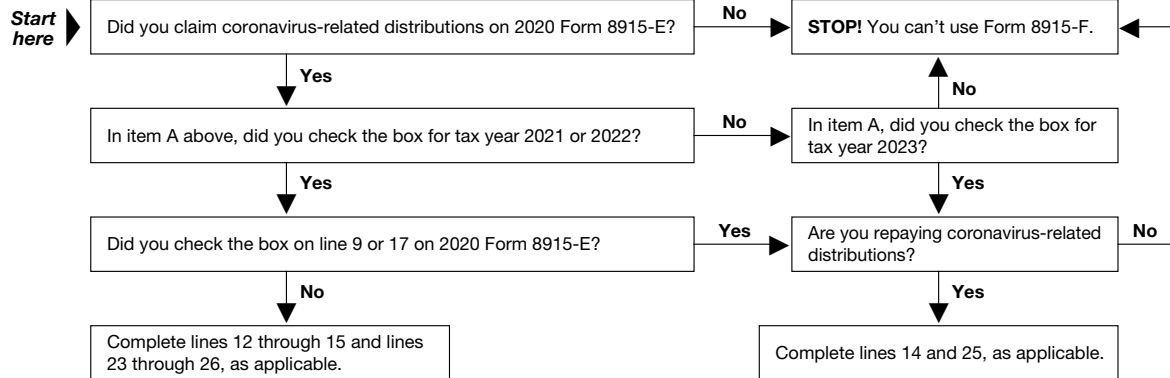 Start
here
Did you claim coronavirus-related distributions on 2020 Form 8915-E?
No
STOP! You can’t use Form 8915-F.
Yes
No
In item A above, did you check the box for tax year 2021 or 2022?
No
In item A, did you check the box for
tax year 2023?
Yes
Yes
Did you check the box on line 9 or 17 on 2020 Form 8915-E?
Yes
Are you repaying coronavirus-related
distributions?
No
No
Yes
Complete lines 12 through 15 and lines
23 through 26, as applicable.
Complete lines 14 and 25, as applicable.